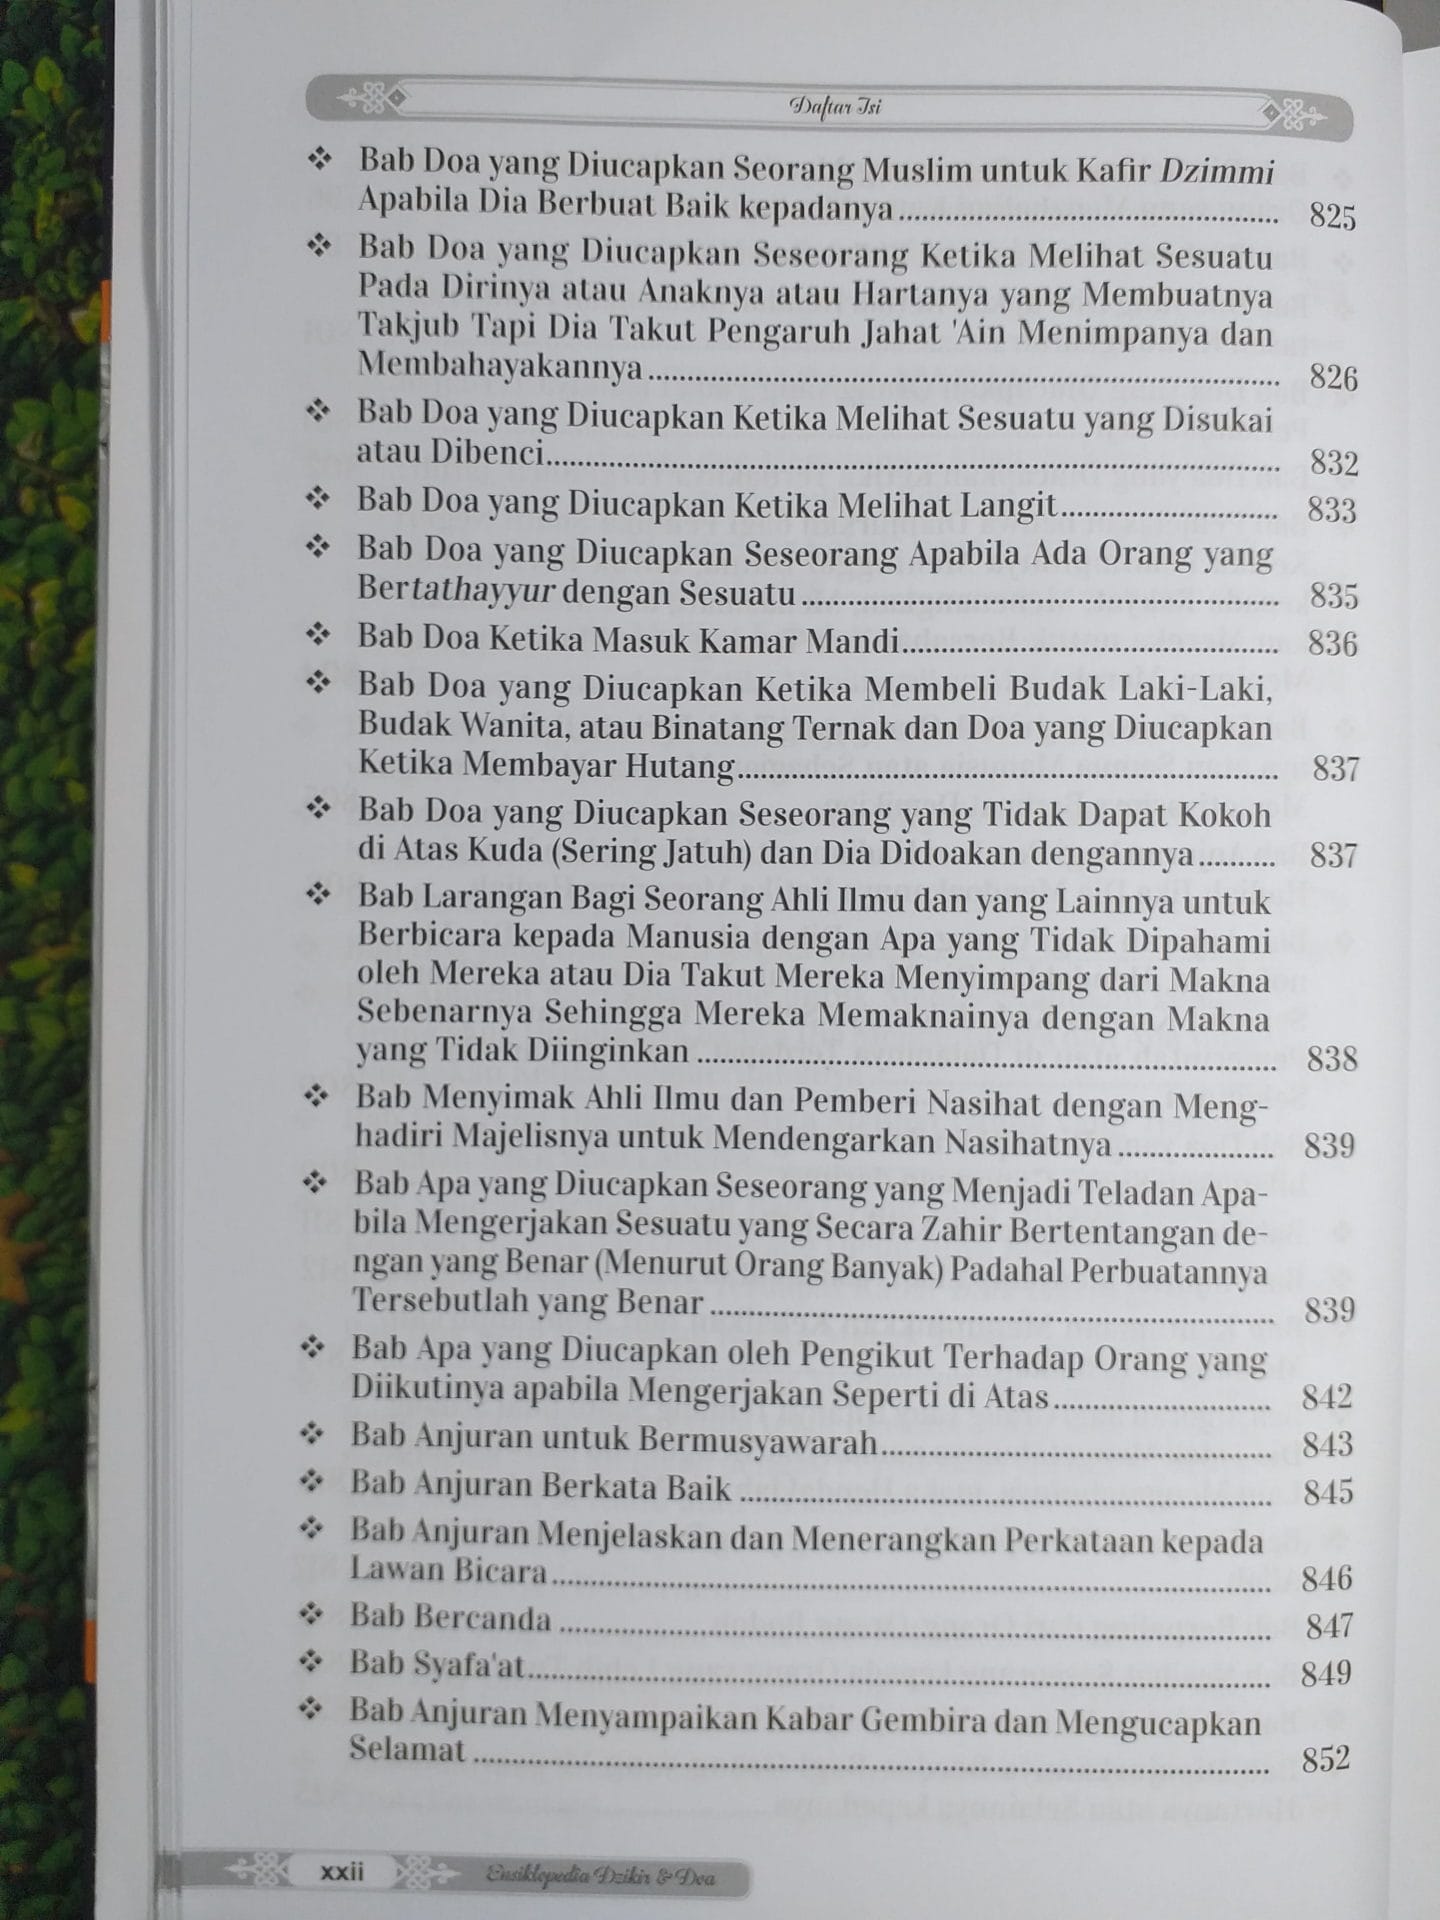 Daftar Isi
❖ Bab Doa yang Diucapkan Seorang Muslim untuk Kafir Dzimmi
Apabila Dia Berbuat Baik kepadanya ........ 825
❖ Bab Doa yang Diucapkan Seseorang Ketika Melihat Sesuatu
Pada Dirinya atau Anaknya atau Hartanya yang Membuatnya
Takjub Tapi Dia Takut Pengaruh Jahat 'Ain Menimpanya dan
Membahayakannya ........ 826
❖ Bab Doa yang Diucapkan Ketika Melihat Sesuatu yang Disukai
atau Dibenci........ 832
❖ Bab Doa yang Diucapkan Ketika Melihat Langit........ 833
❖ Bab Doa yang Diucapkan Seseorang Apabila Ada Orang yang
Bertathayyur dengan Sesuatu ........ 835
❖ Bab Doa Ketika Masuk Kamar Mandi........ 836
❖ Bab Doa yang Diucapkan Ketika Membeli Budak Laki-Laki,
Budak Wanita, atau Binatang Ternak dan Doa yang Diucapkan
Ketika Membayar Hutang........ 837
❖ Bab Doa yang Diucapkan Seseorang yang Tidak Dapat Kokoh
di Atas Kuda (Sering Jatuh) dan Dia Didoakan dengannya ........ 837
❖ Bab Larangan Bagi Seorang Ahli Ilmu dan yang Lainnya untuk
Berbicara kepada Manusia dengan Apa yang Tidak Dipahami
oleh Mereka atau Dia Takut Mereka Menyimpang dari Makna
Sebenarnya Sehingga Mereka Memaknainya dengan Makna
yang Tidak Diinginkan ........ 838
❖ Bab Menyimak Ahli Ilmu dan Pemberi Nasihat dengan Meng-
hadiri Majelisnya untuk Mendengarkan Nasihatnya ........ 839
❖ Bab Apa yang Diucapkan Seseorang yang Menjadi Teladan Apa-
bila Mengerjakan Sesuatu yang Secara Zahir Bertentangan de-
ngan yang Benar (Menurut Orang Banyak) Padahal Perbuatannya
Tersebutlah yang Benar ........ 839
❖ Bab Apa yang Diucapkan oleh Pengikut Terhadap Orang yang
Diikutinya apabila Mengerjakan Seperti di Atas........ 842
❖ Bab Anjuran untuk Bermusyawarah........ 843
❖ Bab Anjuran Berkata Baik ........ 845
❖ Bab Anjuran Menjelaskan dan Menerangkan Perkataan kepada
Lawan Bicara........ 846
❖ Bab Bercanda ........ 847
❖ Bab Syafa'at........ 849
❖ Bab Anjuran Menyampaikan Kabar Gembira dan Mengucapkan
Selamat ........ 852
xxii Ensiklopedia Dzikir & Doa